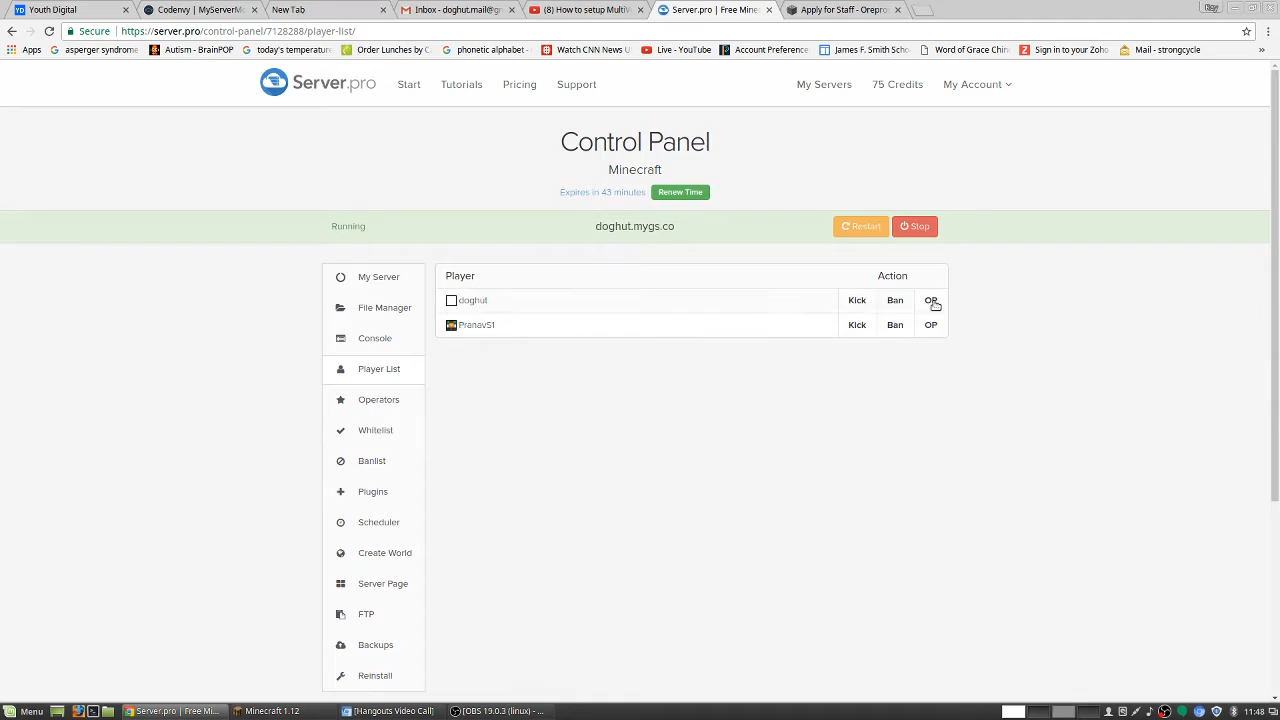 Youth Digital
Codenvy | MyServerM
New Tab
Inbox - doghut.mail@gm
(8) How to setup MultiV
Server.pro | Free Mine
Apply for Staff - Orepro
Ray
Secure
https://server.pro/control-panel/7128288/player-list/
Apps
asperger syndrome
Autism - BrainPOP
today's temperature
Order Lunches by C
phonetic alphabet -
Watch CNN News U
Live - YouTube
Account Preference
James F. Smith Scho
Word of Grace Chin
Sign in to your Zoho
Mail - strongcycle
Server.pro
Start
Tutorials
Pricing
Support
My Servers
75 Credits
My Account
Control Panel
Minecraft
Expires in 43 minutes
Renew Time
Running
doghut.mygs.co
Restart
Stop
My Server
File Manager
Console
Player List
Operators
Whitelist
Banlist
Plugins
Scheduler
Create World
Server Page
FTP
Backups
Reinstall
Player Action
doghut Kick Ban OP
PranavS1 Kick Ban OP
Menu
Server.pro | Free Mi...
Minecraft 1.12
[Hangouts Video Call]
[OBS 19.0.3 (linux) - ...
11:48